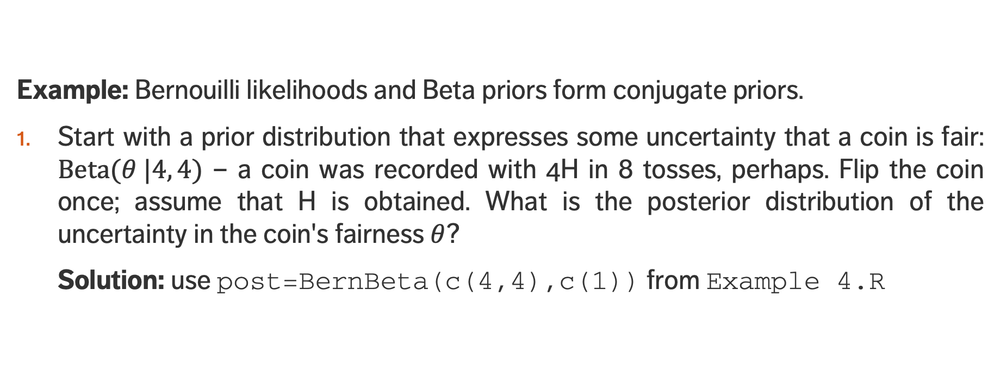 Example: Bernouilli likelihoods and Beta priors form conjugate priors.
1. Start with a prior distribution that expresses some uncertainty that a coin is fair:
Beta(θ |4, 4) – a coin was recorded with 4H in 8 tosses, perhaps. Flip the coin
once; assume that H is obtained. What is the posterior distribution of the
uncertainty in the coin's fairness θ?
Solution: use post=BernBeta(c(4,4),c(1)) from Example 4.R